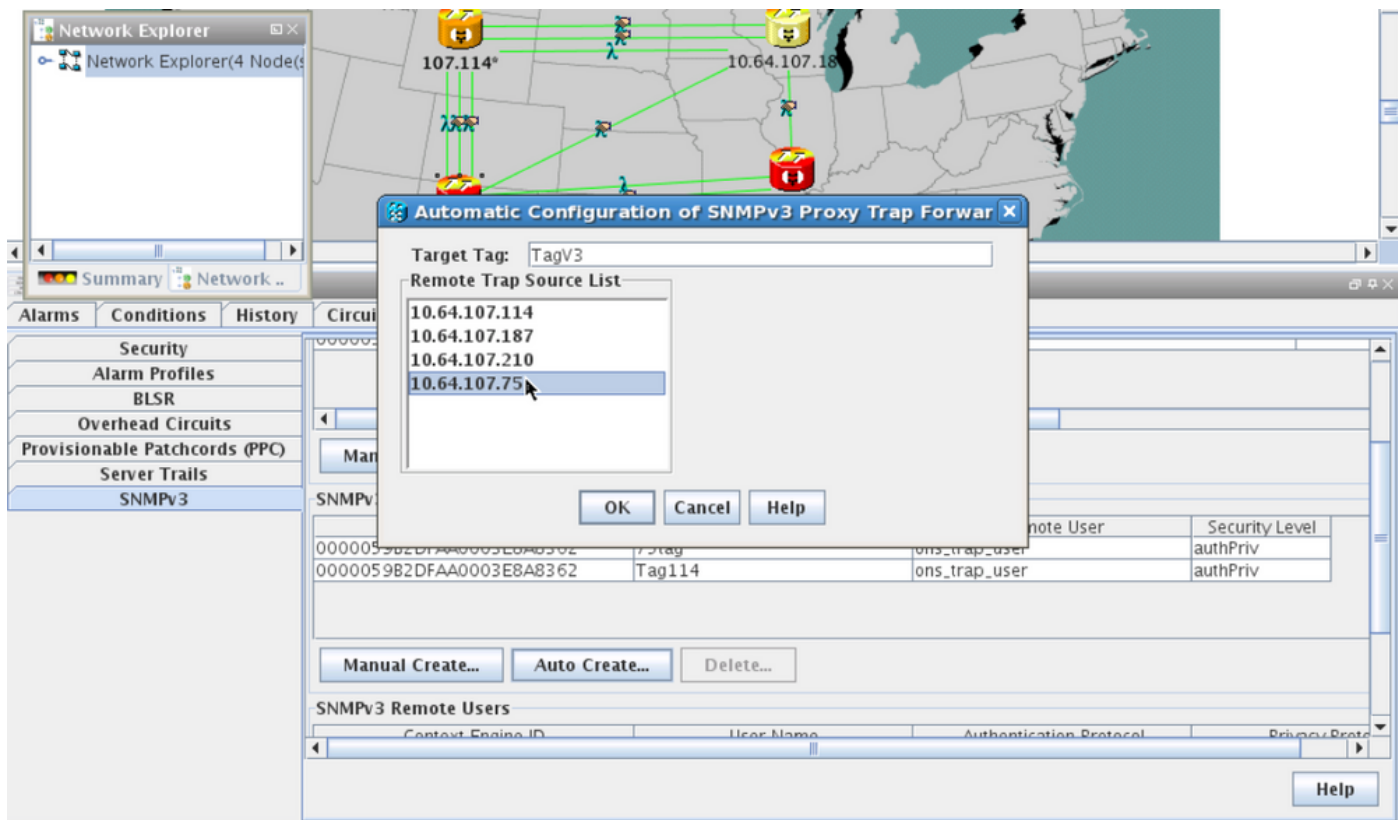 Network Explorer
Network Explorer(4 Node(s
107.114*
10.64.107.18
Summary
Network ..
Automatic Configuration of SNMPv3 Proxy Trap Forwar
Target Tag: TagV3
Remote Trap Source List
10.64.107.114
10.64.107.187
10.64.107.210
10.64.107.75
OK
Cancel
Help
Alarms
Conditions
History
Circui
Security
Alarm Profiles
BLSR
Overhead Circuits
Provisionable Patchcords (PPC)
Server Trails
SNMPv3
Man
SNMPv
note User
Security Level
0000059B2DFAA0003E8A8362 75tag ons_trap_user authPriv
0000059B2DFAA0003E8A8362 Tag114 ons_trap_user authPriv
Manual Create...
Auto Create...
Delete...
SNMPv3 Remote Users
Context Engine ID User Name Authentication Protocol Privacy Proto
Help